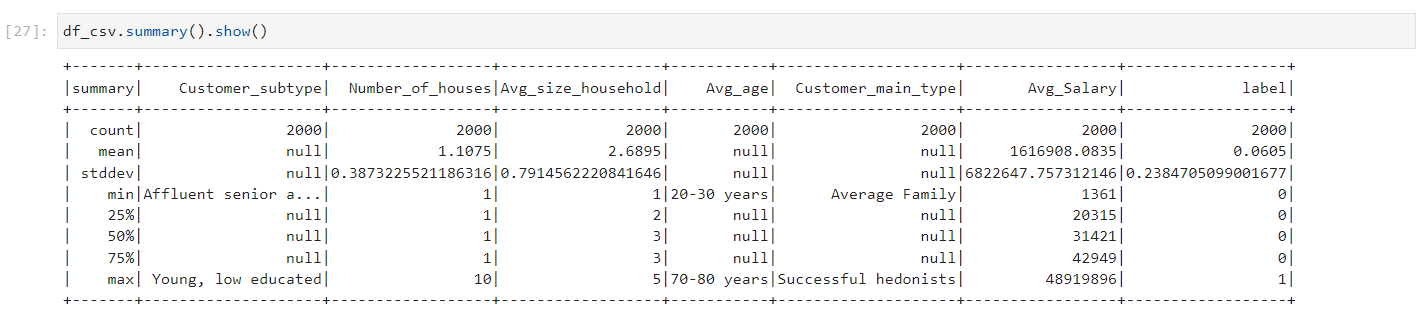 [27]: df_csv.summary().show()
+-------+--------------------+------------------+------------------+-----------+--------------------+-----------------+------------------+
|summary|    Customer_subtype|  Number_of_houses|Avg_size_household|    Avg_age|  Customer_main_type|       Avg_Salary|             label|
+-------+--------------------+------------------+------------------+-----------+--------------------+-----------------+------------------+
|  count|                2000|              2000|              2000|       2000|                2000|             2000|              2000|
|   mean|                null|            1.1075|            2.6895|       null|                null|     1616908.0835|            0.0605|
| stddev|                null|0.3873225521186316|0.7914562220841646|       null|                null|6822647.757312146|0.2384705099001677|
|    min|Affluent senior a...|                 1|                 1|20-30 years|      Average Family|             1361|                 0|
|    25%|                null|                 1|                 2|       null|                null|            20315|                 0|
|    50%|                null|                 1|                 3|       null|                null|            31421|                 0|
|    75%|                null|                 1|                 3|       null|                null|            42949|                 0|
|    max| Young, low educated|                10|                 5|70-80 years|Successful hedonists|         48919896|                 1|
+-------+--------------------+------------------+------------------+-----------+--------------------+-----------------+------------------+